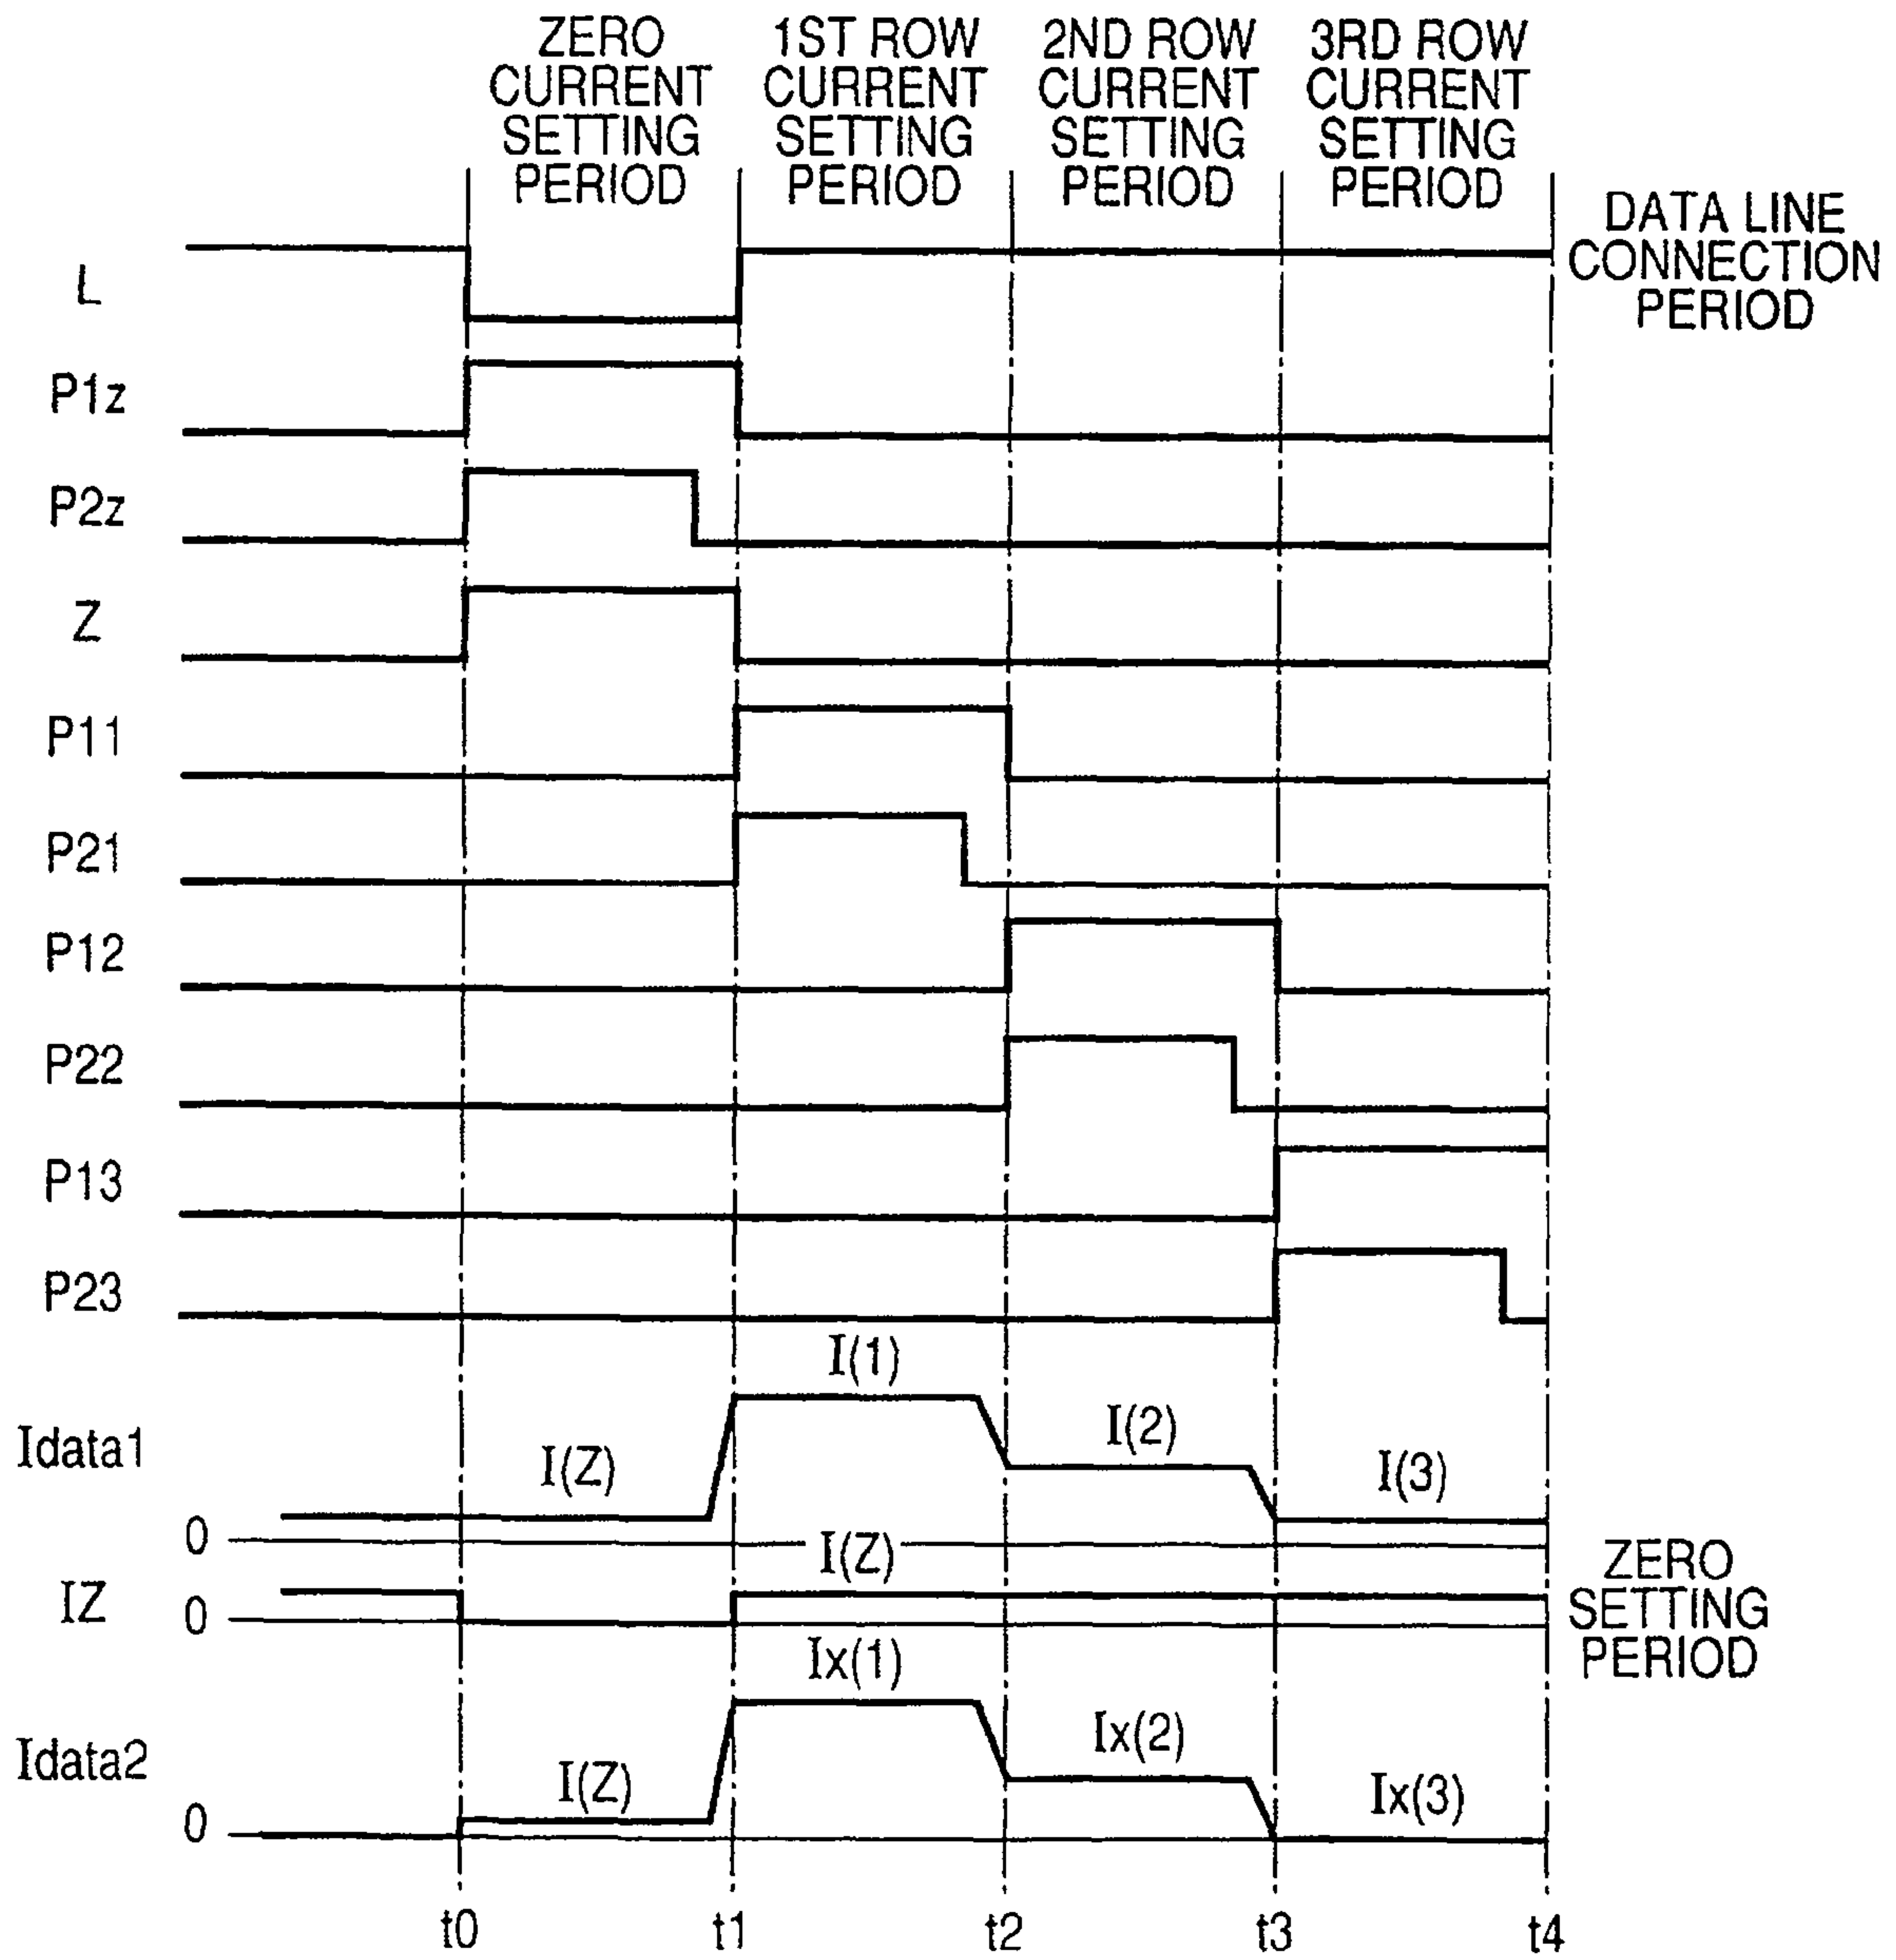 ZERO
CURRENT
SETTING
PERIOD
1ST ROW
CURRENT
SETTING
PERIOD
2ND ROW
CURRENT
SETTING
PERIOD
3RD ROW
CURRENT
SETTING
PERIOD
DATA LINE
CONNECTION
PERIOD
L
P1z
P2z
Z
P11
P21
P12
P22
P13
P23
Idata1
I(Z)
I(1)
I(2)
I(3)
0
IZ
0
I(Z)
ZERO
SETTING
PERIOD
Idata2
I(Z)
Ix(1)
Ix(2)
Ix(3)
0
t0
t1
t2
t3
t4